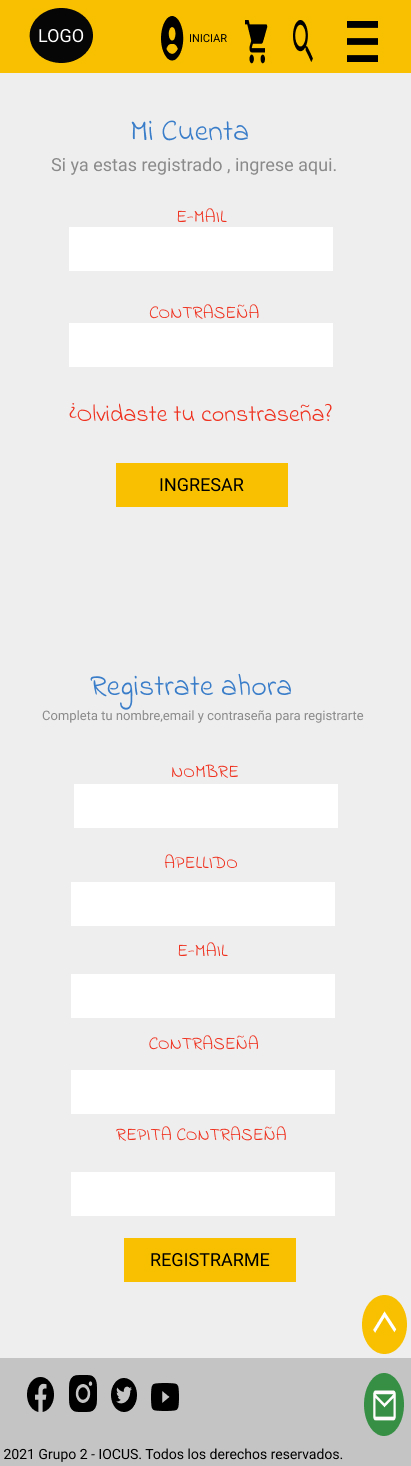 LOGO
INICIAR
Mi Cuenta
Si ya estas registrado , ingrese aqui.
E-MAIL
CONTRASEÑA
¿Olvidaste tu constraseña?
INGRESAR
Registrate ahora
Completa tu nombre,email y contraseña para registrarte
NOMBRE
APELLIDO
E-MAIL
CONTRASEÑA
REPITA CONTRASEÑA
REGISTRARME
2021 Grupo 2 - IOCUS. Todos los derechos reservados.